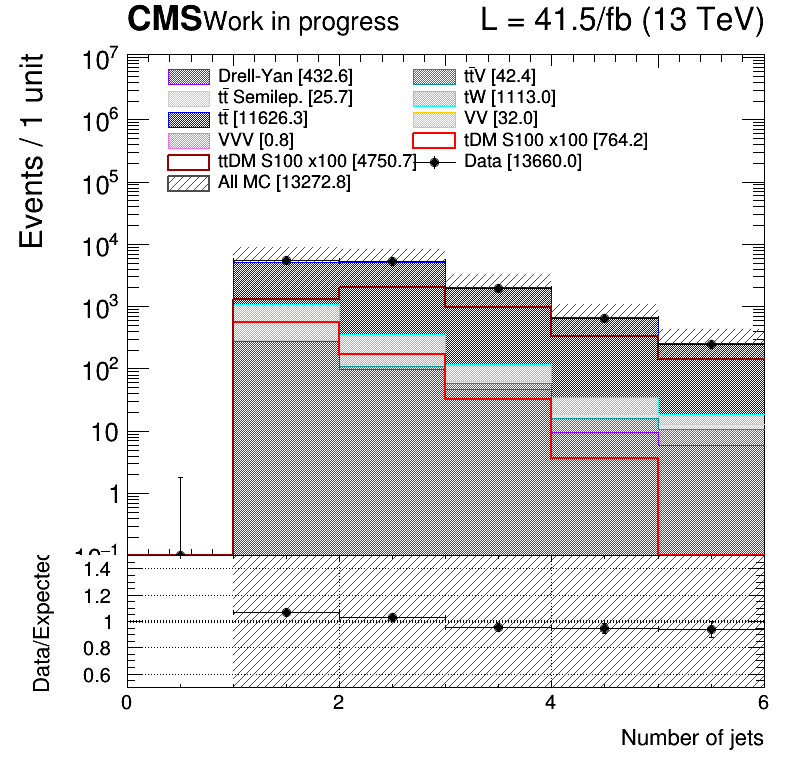 CMS Work in progress L = 41.5/fb (13 TeV)
Events / 1 unit
10⁷
10⁶
10⁵
10⁴
10³
10²
10
1
10⁻¹
Drell-Yan [432.6] tt̄V [42.4]
tt̄ Semilep. [25.7] tW [1113.0]
tt̄ [11626.3] VV [32.0]
VVV [0.8] tDM S100 x100 [764.2]
ttDM S100 x100 [4750.7] Data [13660.0]
All MC [13272.8]
Data/Expected
1.4
1.2
1
0.8
0.6
0 2 4 6
Number of jets